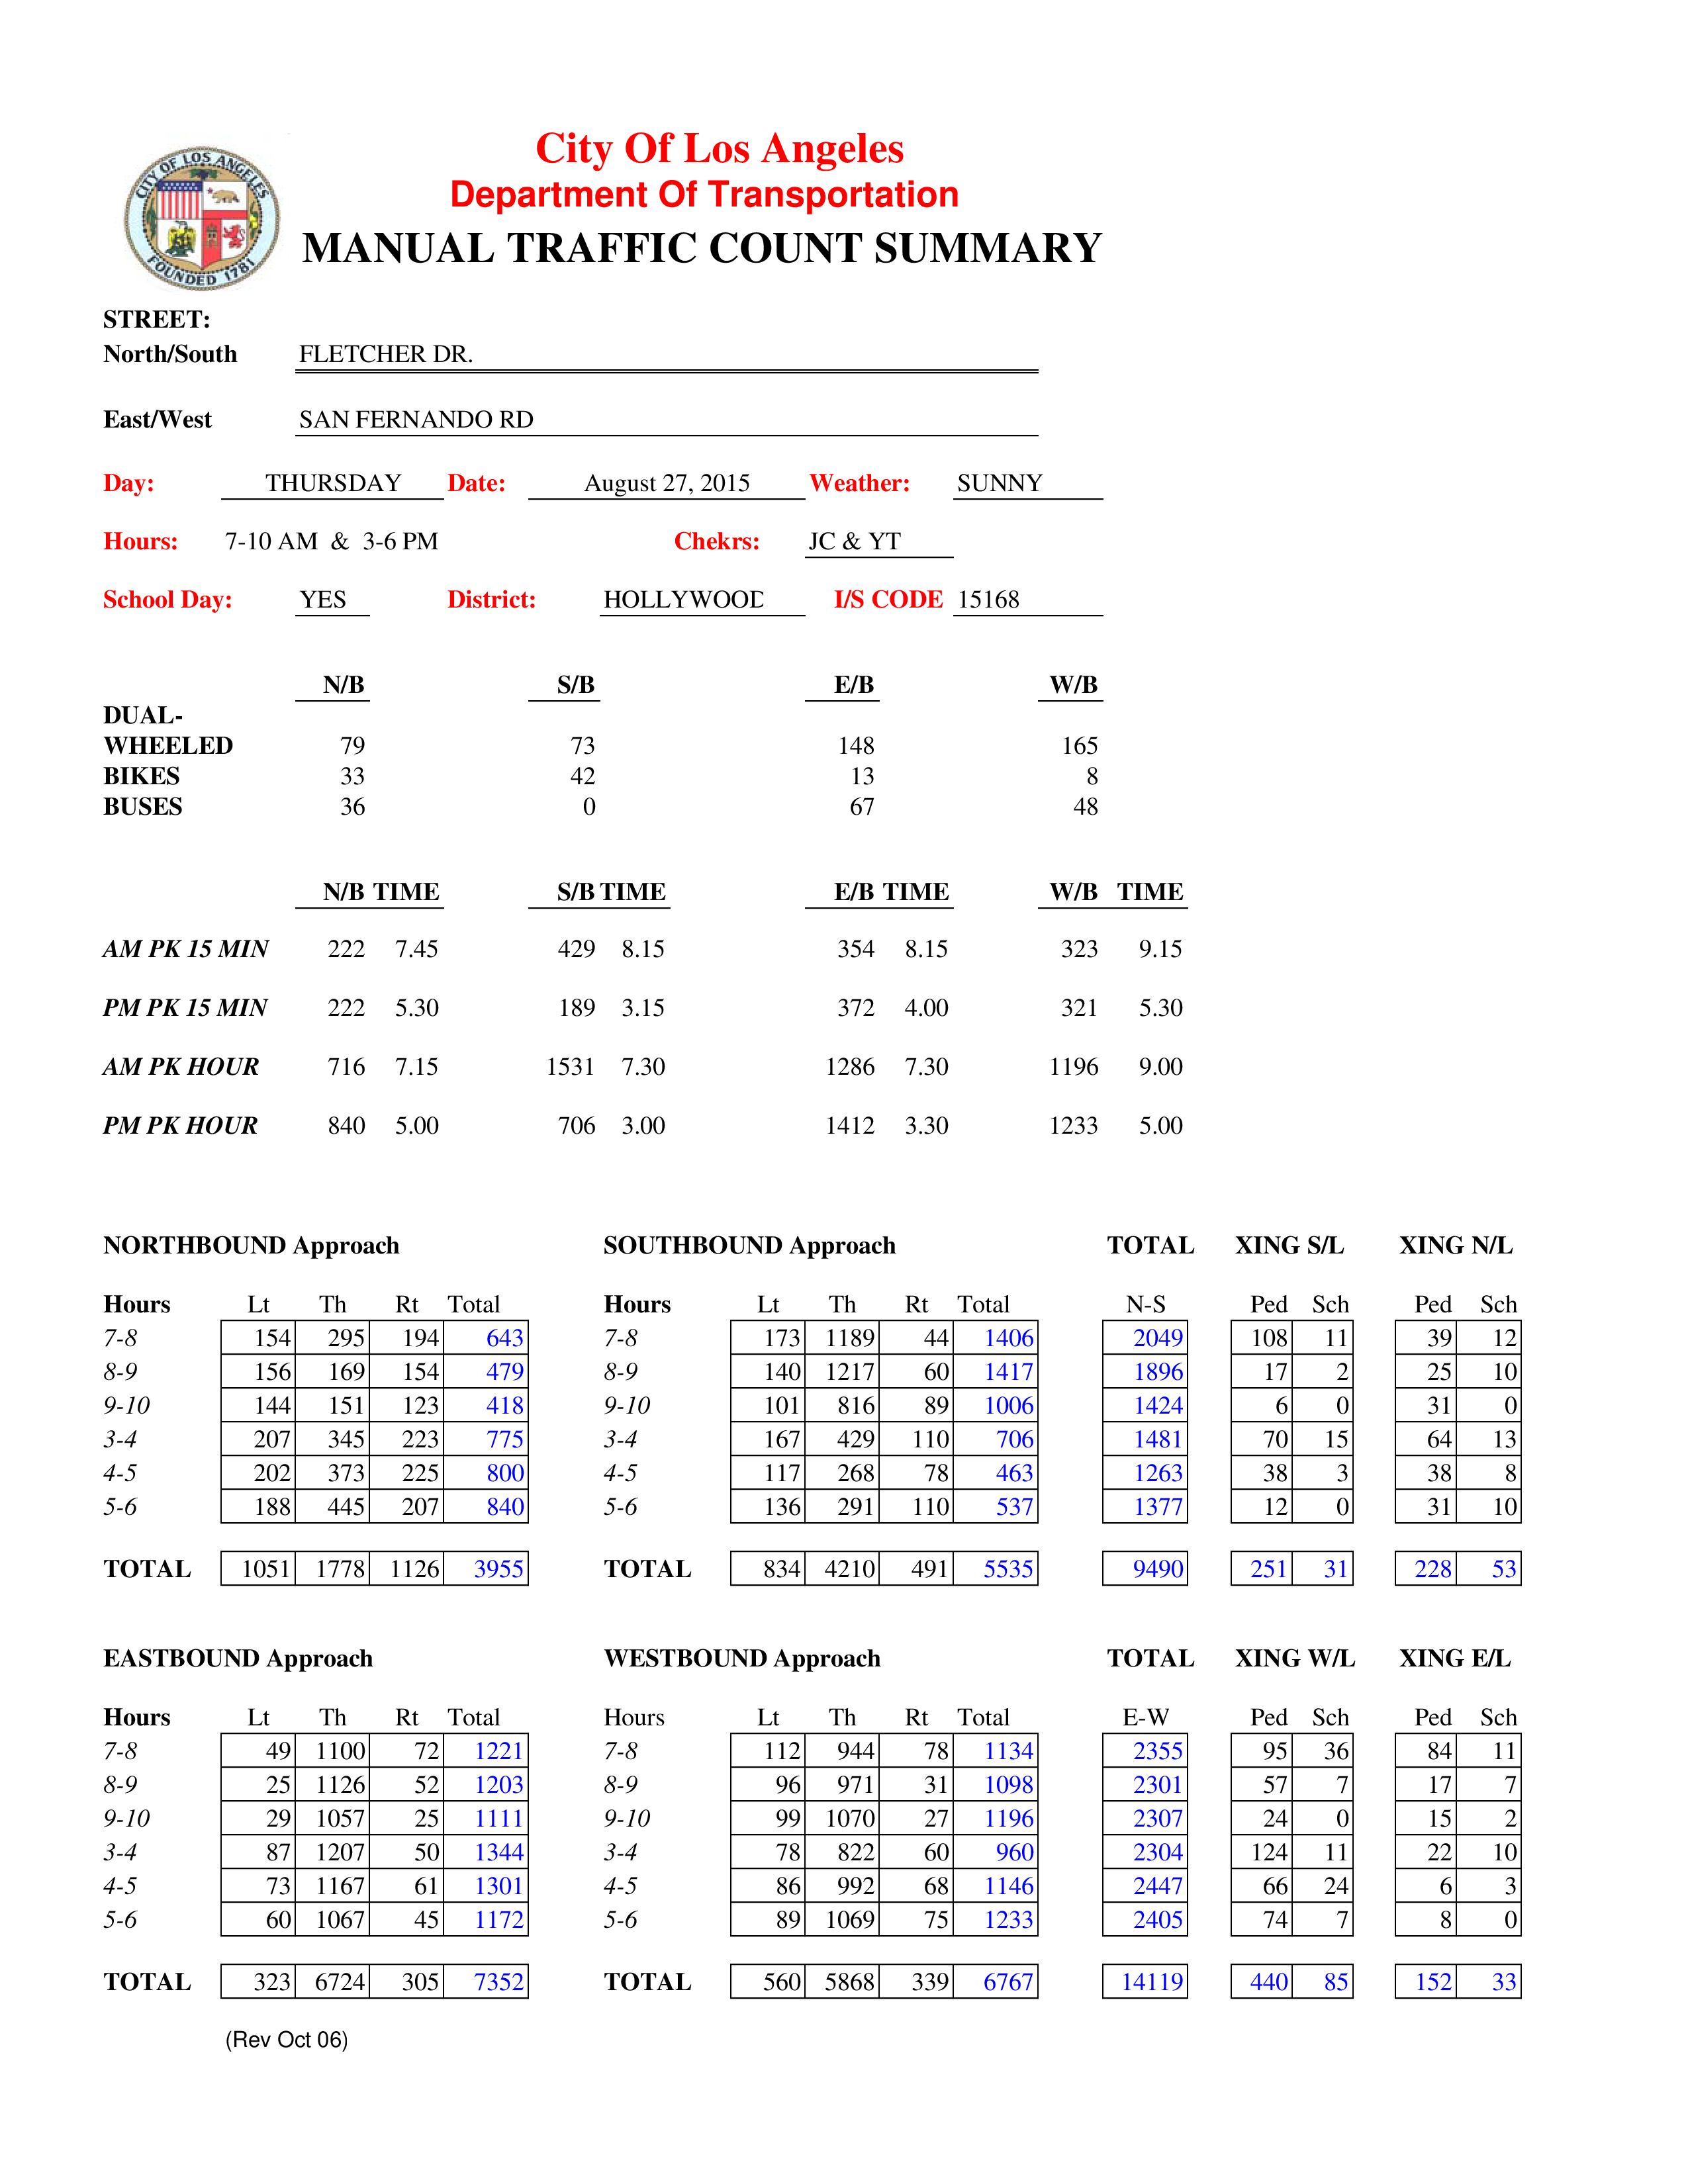 City Of Los Angeles
Department Of Transportation
MANUAL TRAFFIC COUNT SUMMARY
CITY OF LOS ANGELES
FOUNDED 1781
STREET:
North/South FLETCHER DR.
East/West SAN FERNANDO RD
Day: THURSDAY Date: August 27, 2015 Weather: SUNNY
Hours: 7-10 AM & 3-6 PM Chekrs: JC & YT
School Day: YES District: HOLLYWOOD I/S CODE 15168
N/B S/B E/B W/B
DUAL-
WHEELED 79 73 148 165
BIKES 33 42 13 8
BUSES 36 0 67 48
N/B TIME S/B TIME E/B TIME W/B TIME
AM PK 15 MIN 222 7.45 429 8.15 354 8.15 323 9.15
PM PK 15 MIN 222 5.30 189 3.15 372 4.00 321 5.30
AM PK HOUR 716 7.15 1531 7.30 1286 7.30 1196 9.00
PM PK HOUR 840 5.00 706 3.00 1412 3.30 1233 5.00
NORTHBOUND Approach SOUTHBOUND Approach TOTAL XING S/L XING N/L
Hours Lt Th Rt Total Hours Lt Th Rt Total N-S Ped Sch Ped Sch
7-8 154 295 194 643 7-8 173 1189 44 1406 2049 108 11 39 12
8-9 156 169 154 479 8-9 140 1217 60 1417 1896 17 2 25 10
9-10 144 151 123 418 9-10 101 816 89 1006 1424 6 0 31 0
3-4 207 345 223 775 3-4 167 429 110 706 1481 70 15 64 13
4-5 202 373 225 800 4-5 117 268 78 463 1263 38 3 38 8
5-6 188 445 207 840 5-6 136 291 110 537 1377 12 0 31 10
TOTAL 1051 1778 1126 3955 TOTAL 834 4210 491 5535 9490 251 31 228 53
EASTBOUND Approach WESTBOUND Approach TOTAL XING W/L XING E/L
Hours Lt Th Rt Total Hours Lt Th Rt Total E-W Ped Sch Ped Sch
7-8 49 1100 72 1221 7-8 112 944 78 1134 2355 95 36 84 11
8-9 25 1126 52 1203 8-9 96 971 31 1098 2301 57 7 17 7
9-10 29 1057 25 1111 9-10 99 1070 27 1196 2307 24 0 15 2
3-4 87 1207 50 1344 3-4 78 822 60 960 2304 124 11 22 10
4-5 73 1167 61 1301 4-5 86 992 68 1146 2447 66 24 6 3
5-6 60 1067 45 1172 5-6 89 1069 75 1233 2405 74 7 8 0
TOTAL 323 6724 305 7352 TOTAL 560 5868 339 6767 14119 440 85 152 33
(Rev Oct 06)